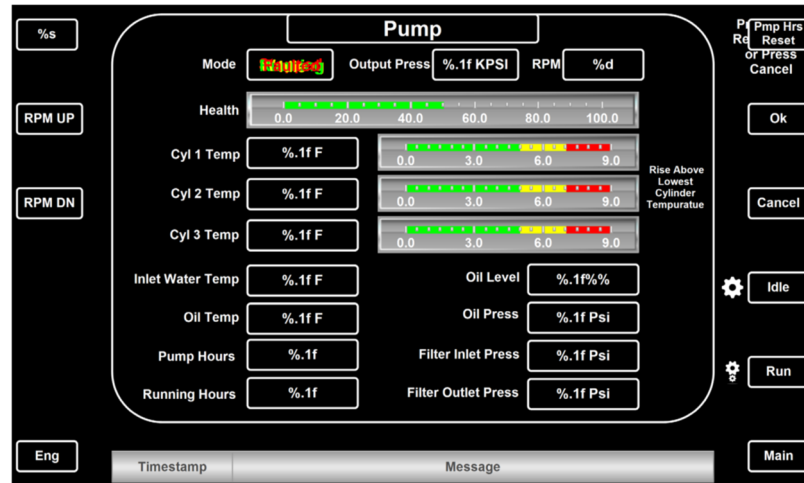 %s
Pump
Pmp Hrs
Reset
or Press
Cancel
Mode
Output Press
%.1f KPSI
RPM
%d
Health
0.0 20.0 40.0 60.0 80.0 100.0
RPM UP
Ok
Cyl 1 Temp
%.1f F
0.0 3.0 6.0 9.0
Cyl 2 Temp
%.1f F
0.0 3.0 6.0 9.0
Rise Above
Lowest
Cylinder
Tempuratue
RPM DN
Cancel
Cyl 3 Temp
%.1f F
0.0 3.0 6.0 9.0
Inlet Water Temp
%.1f F
Oil Level
%.1f%%
Idle
Oil Temp
%.1f F
Oil Press
%.1f Psi
Pump Hours
%.1f
Filter Inlet Press
%.1f Psi
Run
Running Hours
%.1f
Filter Outlet Press
%.1f Psi
Eng
Timestamp
Message
Main